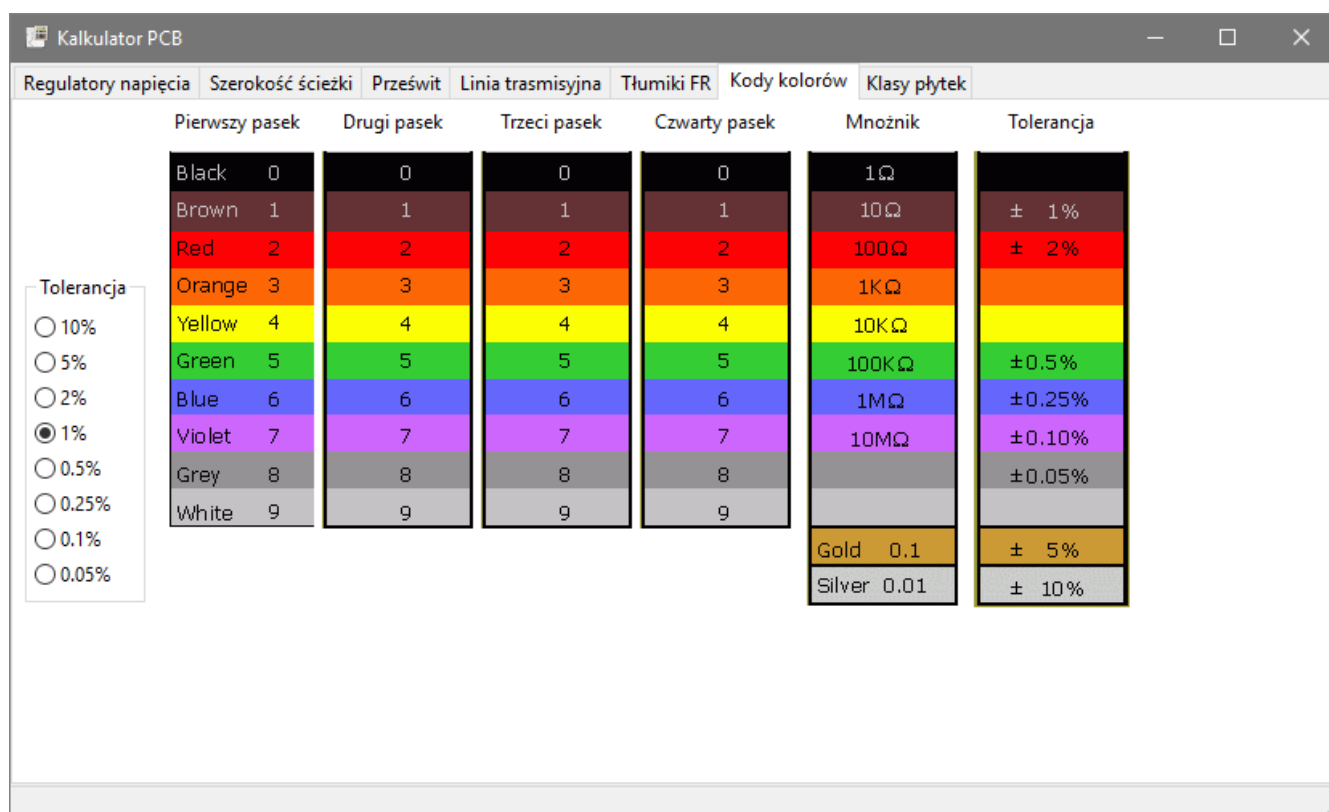 Kalkulator PCB
Regulatory napięcia Szerokość ścieżki Prześwit Linia trasmisyjna Tłumiki FR Kody kolorów Klasy płytek
Pierwszy pasek Drugi pasek Trzeci pasek Czwarty pasek Mnożnik Tolerancja
Black 0 0 0 0 1Ω
Brown 1 1 1 1 10Ω ± 1%
Red 2 2 2 2 100Ω ± 2%
Tolerancja
Orange 3 3 3 3 1KΩ
10%
Yellow 4 4 4 4 10KΩ
5%
Green 5 5 5 5 100KΩ ±0.5%
2%
Blue 6 6 6 6 1MΩ ±0.25%
1%
Violet 7 7 7 7 10MΩ ±0.10%
0.5%
Grey 8 8 8 8 ±0.05%
0.25%
White 9 9 9 9
0.1%
Gold 0.1 ± 5%
0.05%
Silver 0.01 ± 10%